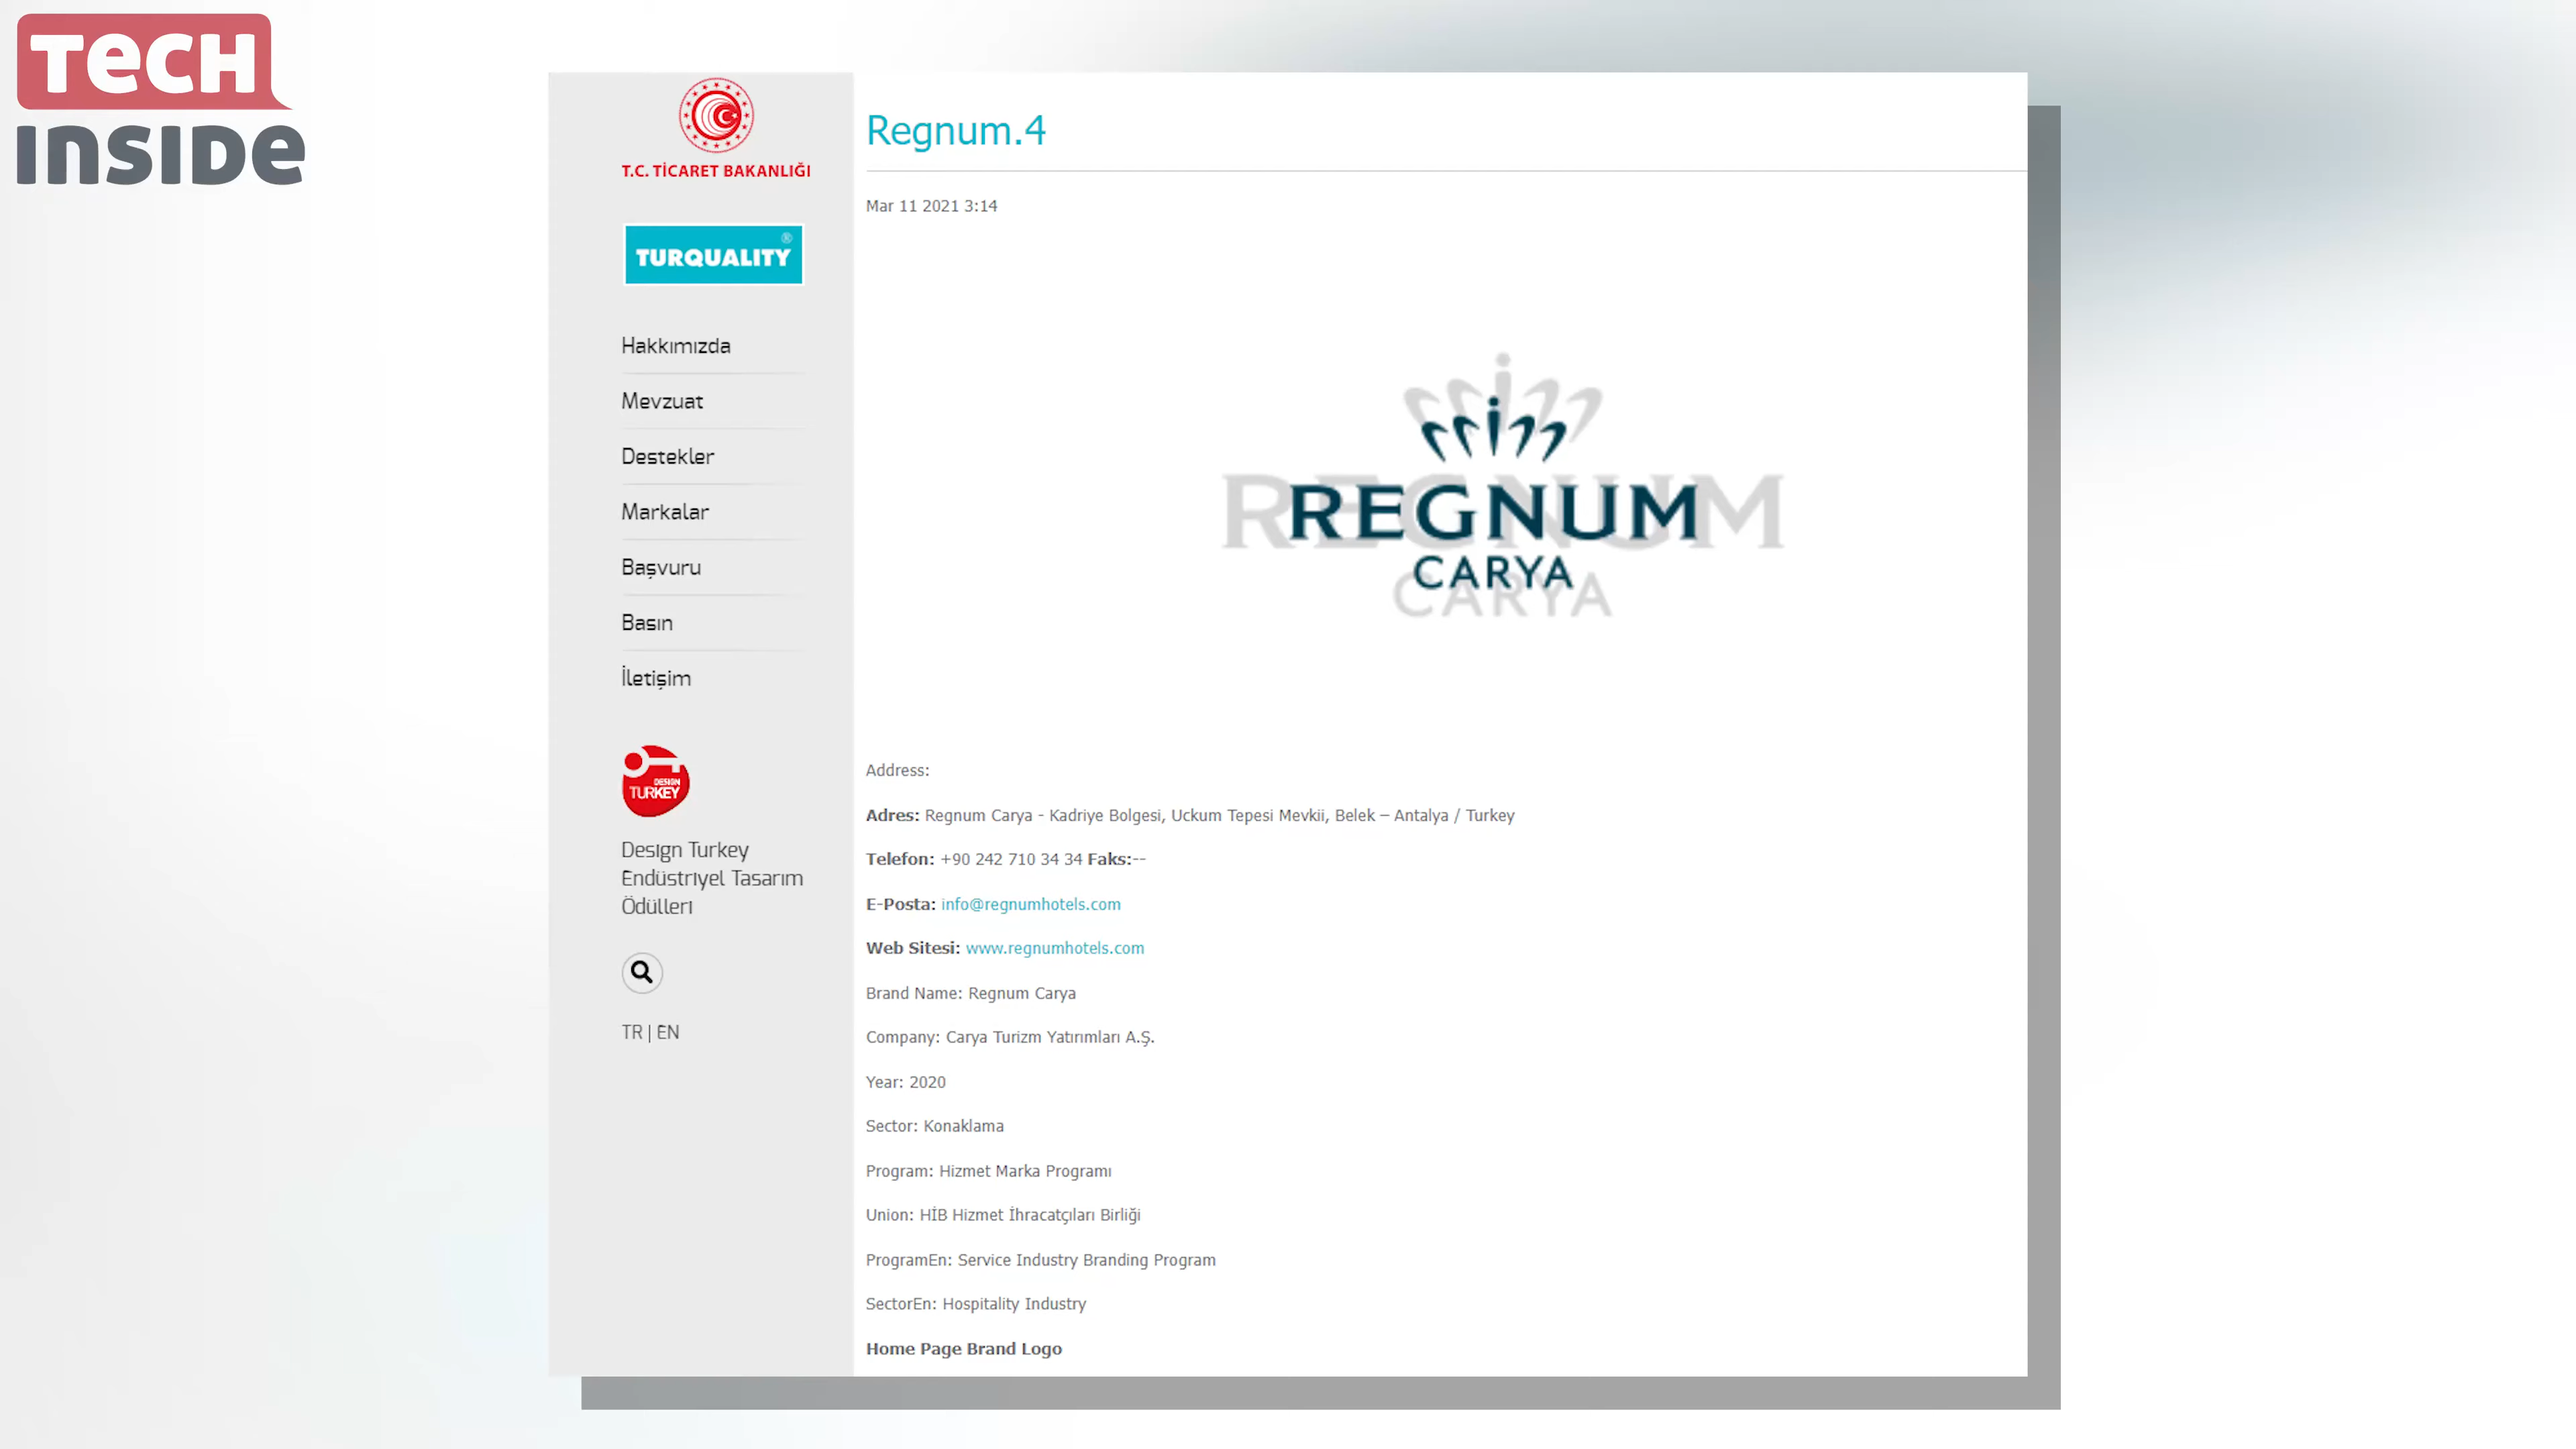 TECH
INSIDE
T.C. TİCARET BAKANLIĞI
TURQUALITY®
Hakkımızda
Mevzuat
Destekler
Markalar
Başvuru
Basın
İletişim
DESIGN
TURKEY
Design Turkey
Endüstriyel Tasarım
Ödülleri
TR | EN
Regnum.4
Mar 11 2021 3:14
REGNUM
CARYA
REGNUM
CARYA
Address:
Adres: Regnum Carya - Kadriye Bolgesi, Uckum Tepesi Mevkii, Belek – Antalya / Turkey
Telefon: +90 242 710 34 34 Faks:--
E-Posta: info@regnumhotels.com
Web Sitesi: www.regnumhotels.com
Brand Name: Regnum Carya
Company: Carya Turizm Yatırımları A.Ş.
Year: 2020
Sector: Konaklama
Program: Hizmet Marka Programı
Union: HİB Hizmet İhracatçıları Birliği
ProgramEn: Service Industry Branding Program
SectorEn: Hospitality Industry
Home Page Brand Logo